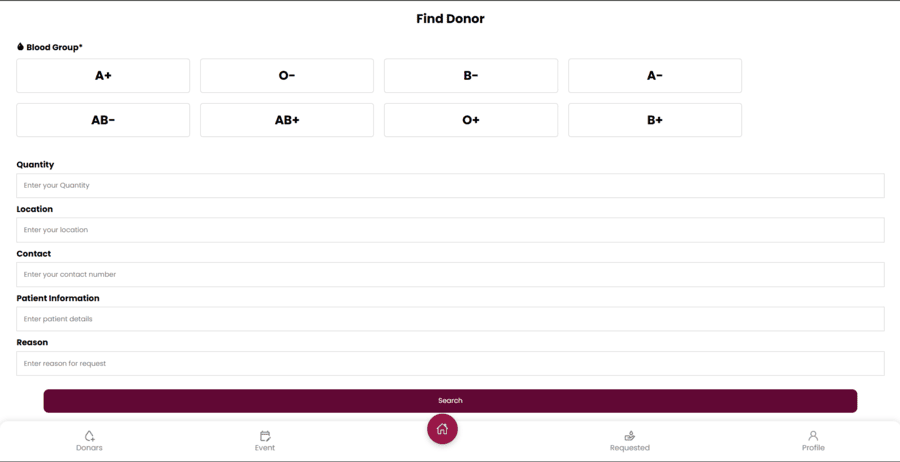 Find Donor
Blood Group*
A+ O- B- A-
AB- AB+ O+ B+
Quantity
Enter your Quantity
Location
Enter your location
Contact
Enter your contact number
Patient Information
Enter patient details
Reason
Enter reason for request
Search
Donars Event Requested Profile